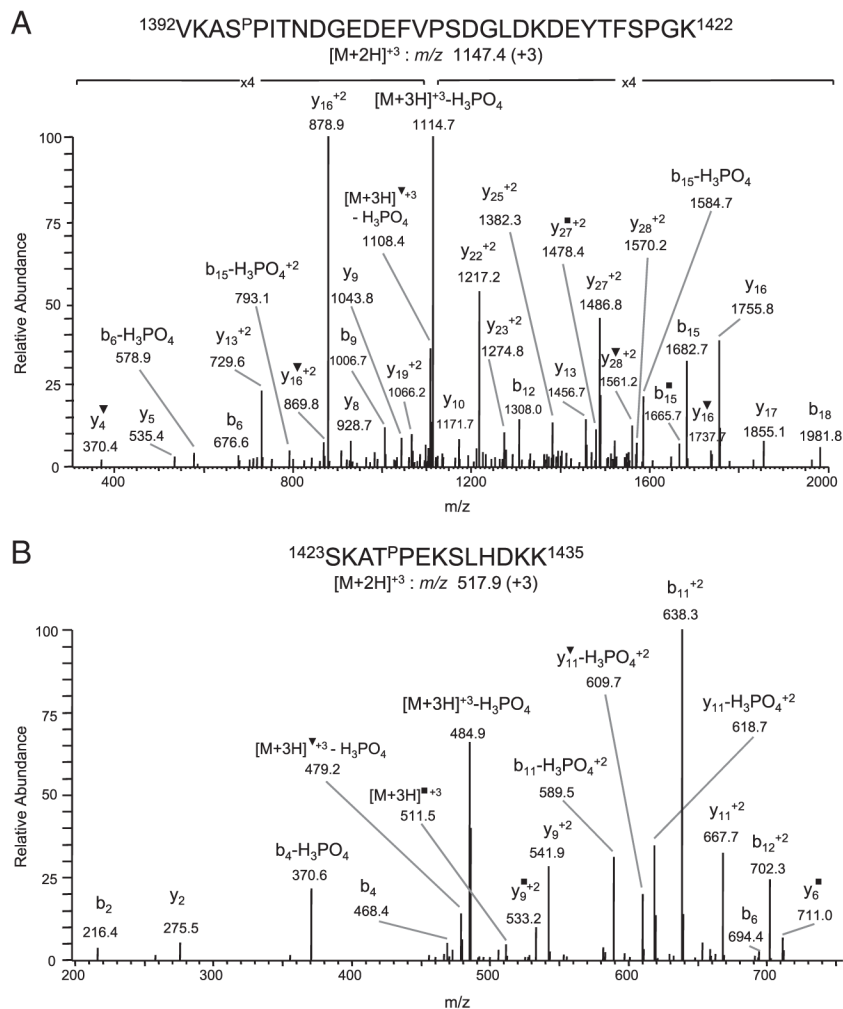 A
¹³⁹²VKASᴾPITNDGEDEFVPSDGLDKDEYTFSPGK¹⁴²²
[M+2H]⁺³ : m/z 1147.4 (+3)
x4
x4
y₁₆⁺²
878.9
[M+3H]⁺³-H₃PO₄
1114.7
[M+3H]▼⁺³
- H₃PO₄
1108.4
b₁₅-H₃PO₄
1584.7
y₂₅⁺²
1382.3
y₂₇■⁺²
1478.4
y₂₈⁺²
1570.2
y₂₂⁺²
1217.2
b₁₅-H₃PO₄⁺²
793.1
y₉
1043.8
y₂₇⁺²
1486.8
y₁₆
1755.8
b₆-H₃PO₄
578.9
y₁₃⁺²
729.6
b₉
1006.7
y₂₃⁺²
1274.8
b₁₅
1682.7
y₁₆▼⁺²
869.8
y₁₉⁺²
1066.2
y₁₃
1456.7
y₂₈▼⁺²
1561.2
y₄▼
370.4
y₅
535.4
b₆
676.6
y₈
928.7
y₁₀
1171.7
b₁₂
1308.0
b₁₅■
1665.7
y₁₆▼
1737.7
y₁₇
1855.1
b₁₈
1981.8
Relative Abundance
100
75
50
25
0
400
800
1200
1600
2000
m/z
B
¹⁴²³SKATᴾPEKSLHDKK¹⁴³⁵
[M+2H]⁺³ : m/z 517.9 (+3)
b₁₁⁺²
638.3
y₁₁▼-H₃PO₄⁺²
609.7
[M+3H]⁺³-H₃PO₄
484.9
y₁₁-H₃PO₄⁺²
618.7
[M+3H]▼⁺³ - H₃PO₄
479.2
[M+3H]■⁺³
511.5
b₁₁-H₃PO₄⁺²
589.5
y₉⁺²
541.9
y₁₁⁺²
667.7
b₄-H₃PO₄
370.6
b₁₂⁺²
702.3
b₂
216.4
y₂
275.5
b₄
468.4
y₉■⁺²
533.2
b₆
694.4
y₆■
711.0
Relative Abundance
100
75
50
25
0
200
300
400
500
600
700
m/z